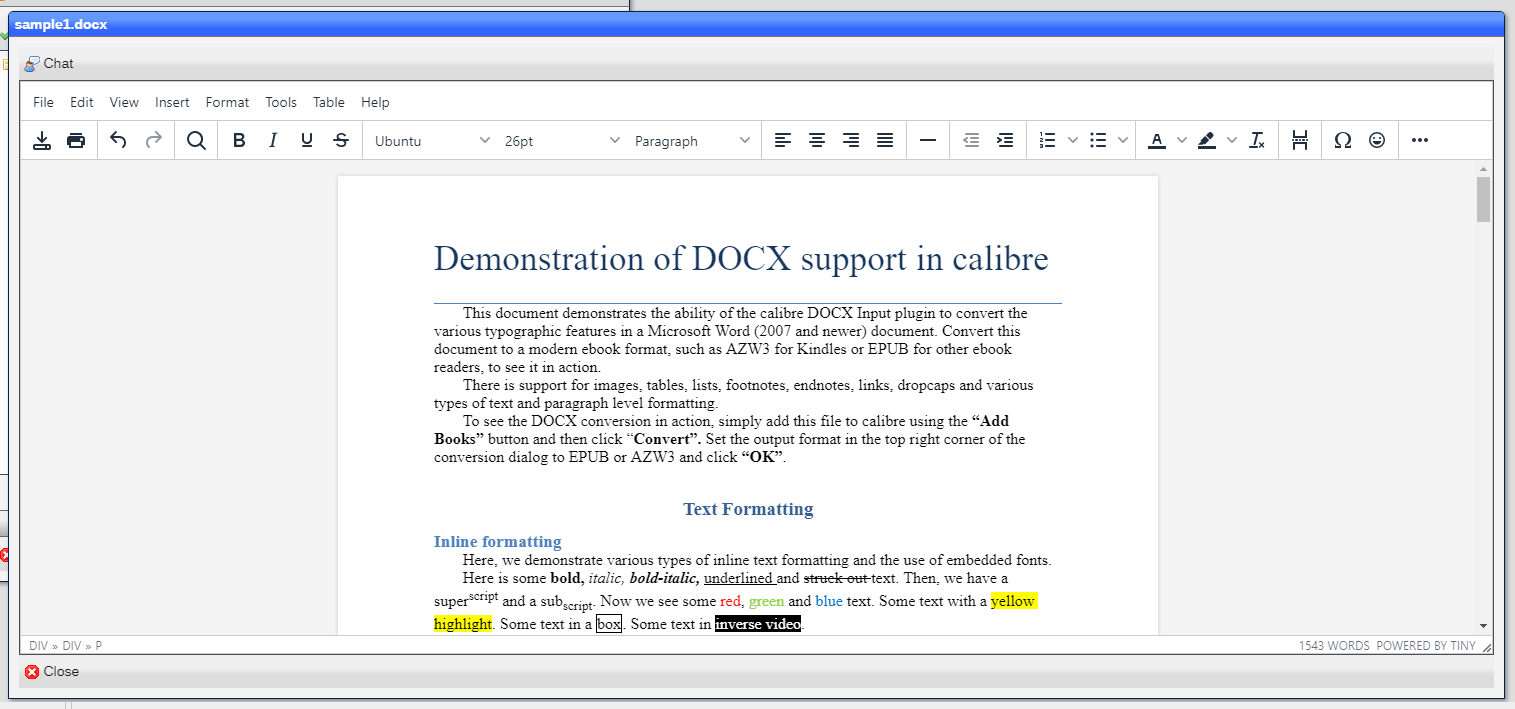 sample1.docx
Chat
File Edit View Insert Format Tools Table Help
B I U S Ubuntu 26pt Paragraph A Ω
Demonstration of DOCX support in calibre
This document demonstrates the ability of the calibre DOCX Input plugin to convert the
various typographic features in a Microsoft Word (2007 and newer) document. Convert this
document to a modern ebook format, such as AZW3 for Kindles or EPUB for other ebook
readers, to see it in action.
There is support for images, tables, lists, footnotes, endnotes, links, dropcaps and various
types of text and paragraph level formatting.
To see the DOCX conversion in action, simply add this file to calibre using the “Add
Books” button and then click “Convert”. Set the output format in the top right corner of the
conversion dialog to EPUB or AZW3 and click “OK”.
Text Formatting
Inline formatting
Here, we demonstrate various types of inline text formatting and the use of embedded fonts.
Here is some bold, italic, bold-italic, underlined and struck out text. Then, we have a
superscript and a subscript. Now we see some red, green and blue text. Some text with a yellow
highlight. Some text in a box. Some text in inverse video.
DIV » DIV » P 1543 WORDS POWERED BY TINY
Close